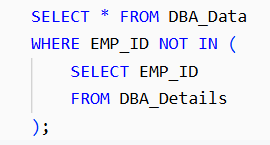 SELECT * FROM DBA_Data
WHERE EMP_ID NOT IN (
    SELECT EMP_ID
    FROM DBA_Details
);